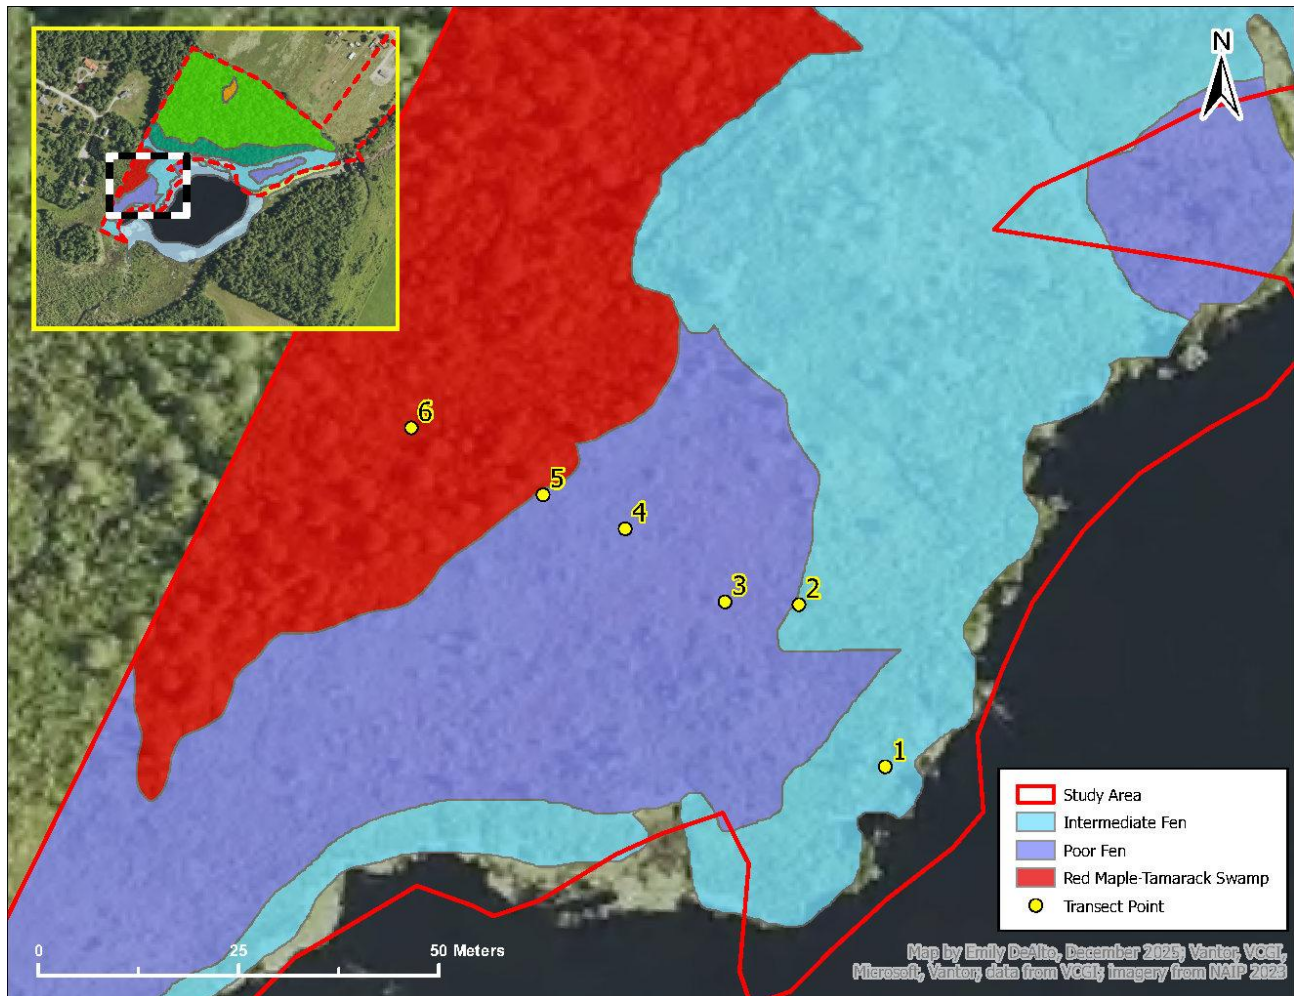 N
6
5
4
3
2
1
Study Area
Intermediate Fen
Poor Fen
Red Maple-Tamarack Swamp
Transect Point
0 25 50 Meters
Map by Emily DeAlto, December 2025; Vantor, VCGI,
Microsoft, Vantor; data from VCGI; imagery from NAIP 2023